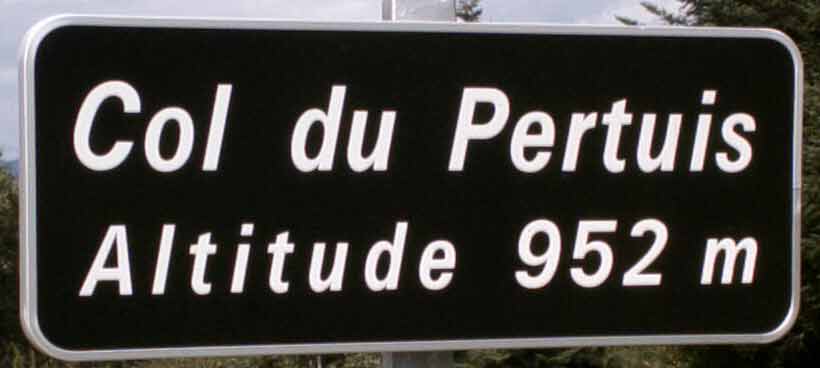 Col du Pertuis
Altitude 952 m